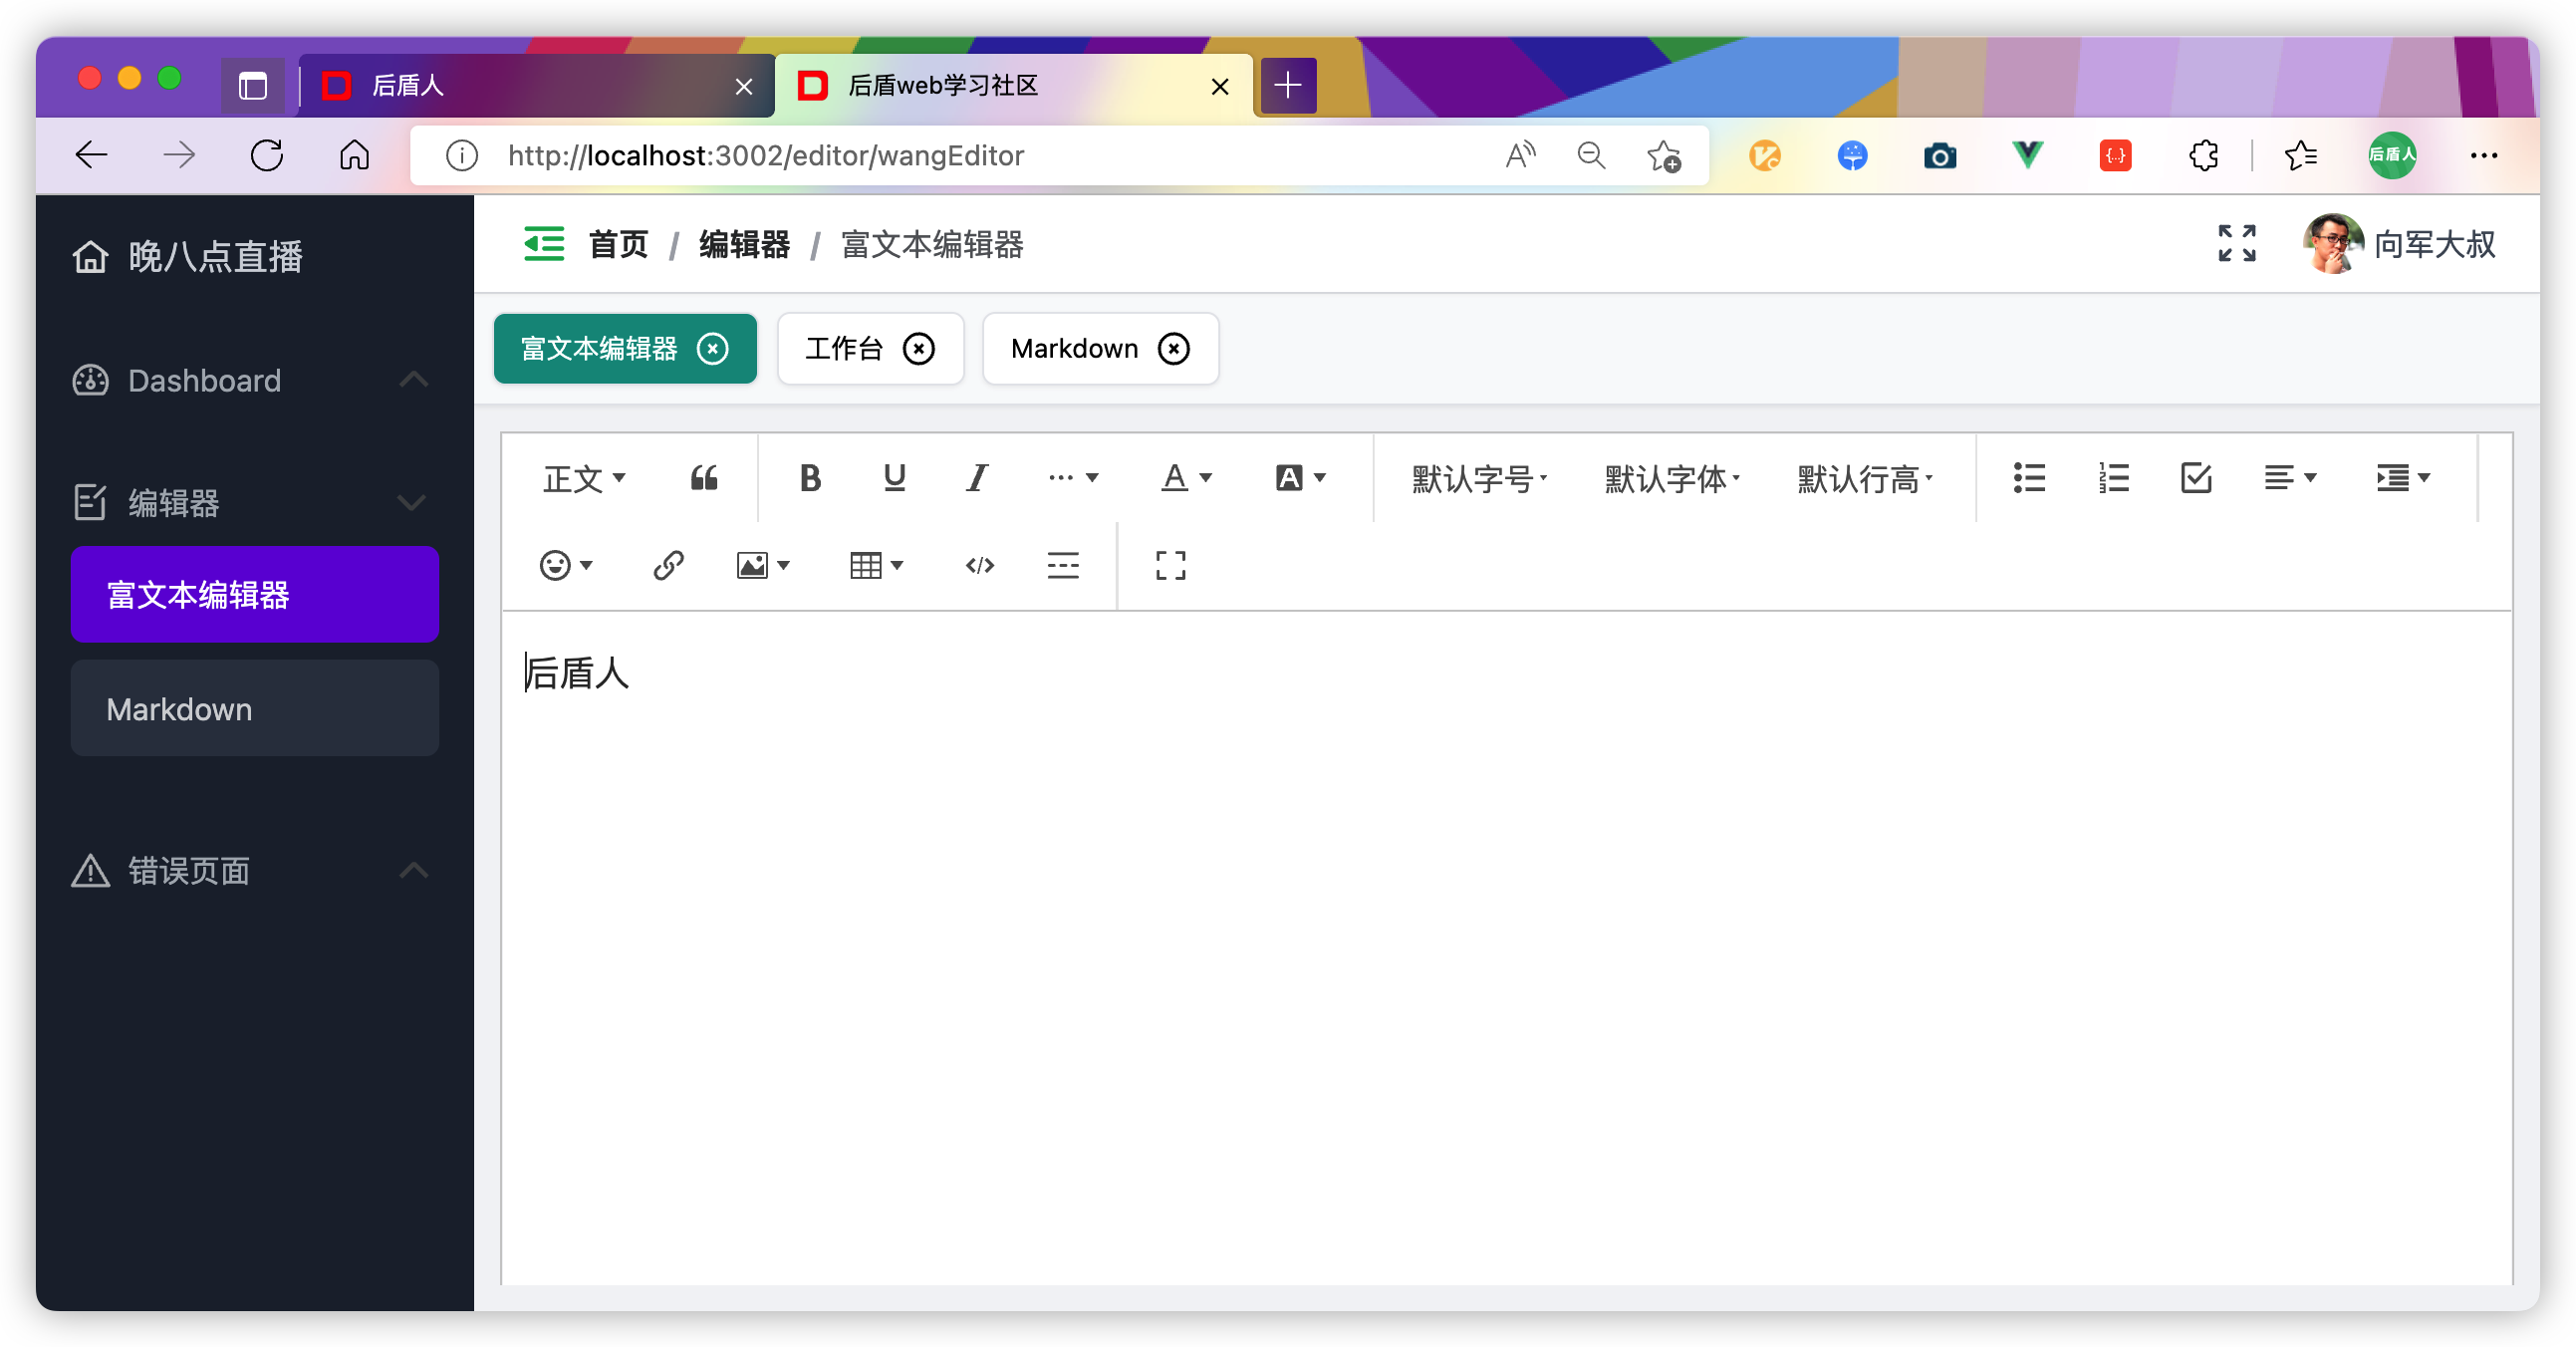 后盾人
后盾web学习社区
http://localhost:3002/editor/wangEditor
后盾人
晚八点直播
Dashboard
编辑器
富文本编辑器
Markdown
错误页面
首页 / 编辑器 / 富文本编辑器
向军大叔
富文本编辑器 工作台 Markdown
正文 B U I A A 默认字号 默认字体 默认行高
后盾人